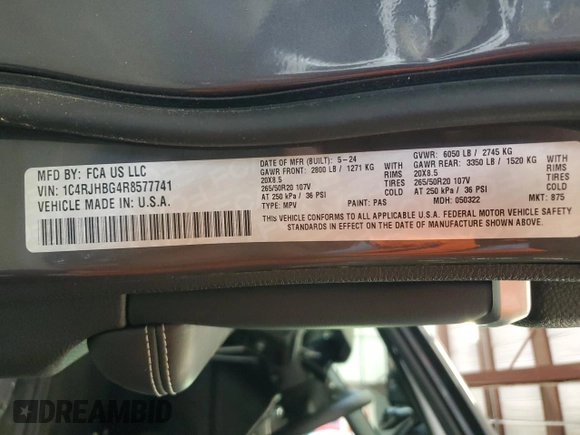 MFD BY: FCA US LLC
VIN: 1C4RJHBG4R8577741
VEHICLE MADE IN: U.S.A.
DATE OF MFR (BUILT): 5-24
GAWR FRONT: 2800 LB / 1271 KG WITH
20X8.5 RIMS
265/50R20 107V TIRES
AT 250 kPa / 36 PSI COLD
TYPE: MPV PAINT: PAS
GVWR: 6050 LB / 2745 KG
GAWR REAR: 3350 LB / 1520 KG WITH
20X8.5 RIMS
265/50R20 107V TIRES
AT 250 kPa / 36 PSI COLD
MDH: 050322 MKT: 875
THIS VEHICLE CONFORMS TO ALL APPLICABLE U.S.A. FEDERAL MOTOR VEHICLE SAFETY
STANDARDS IN EFFECT ON THE DATE OF MANUFACTURE SHOWN ABOVE.
DREAMBID